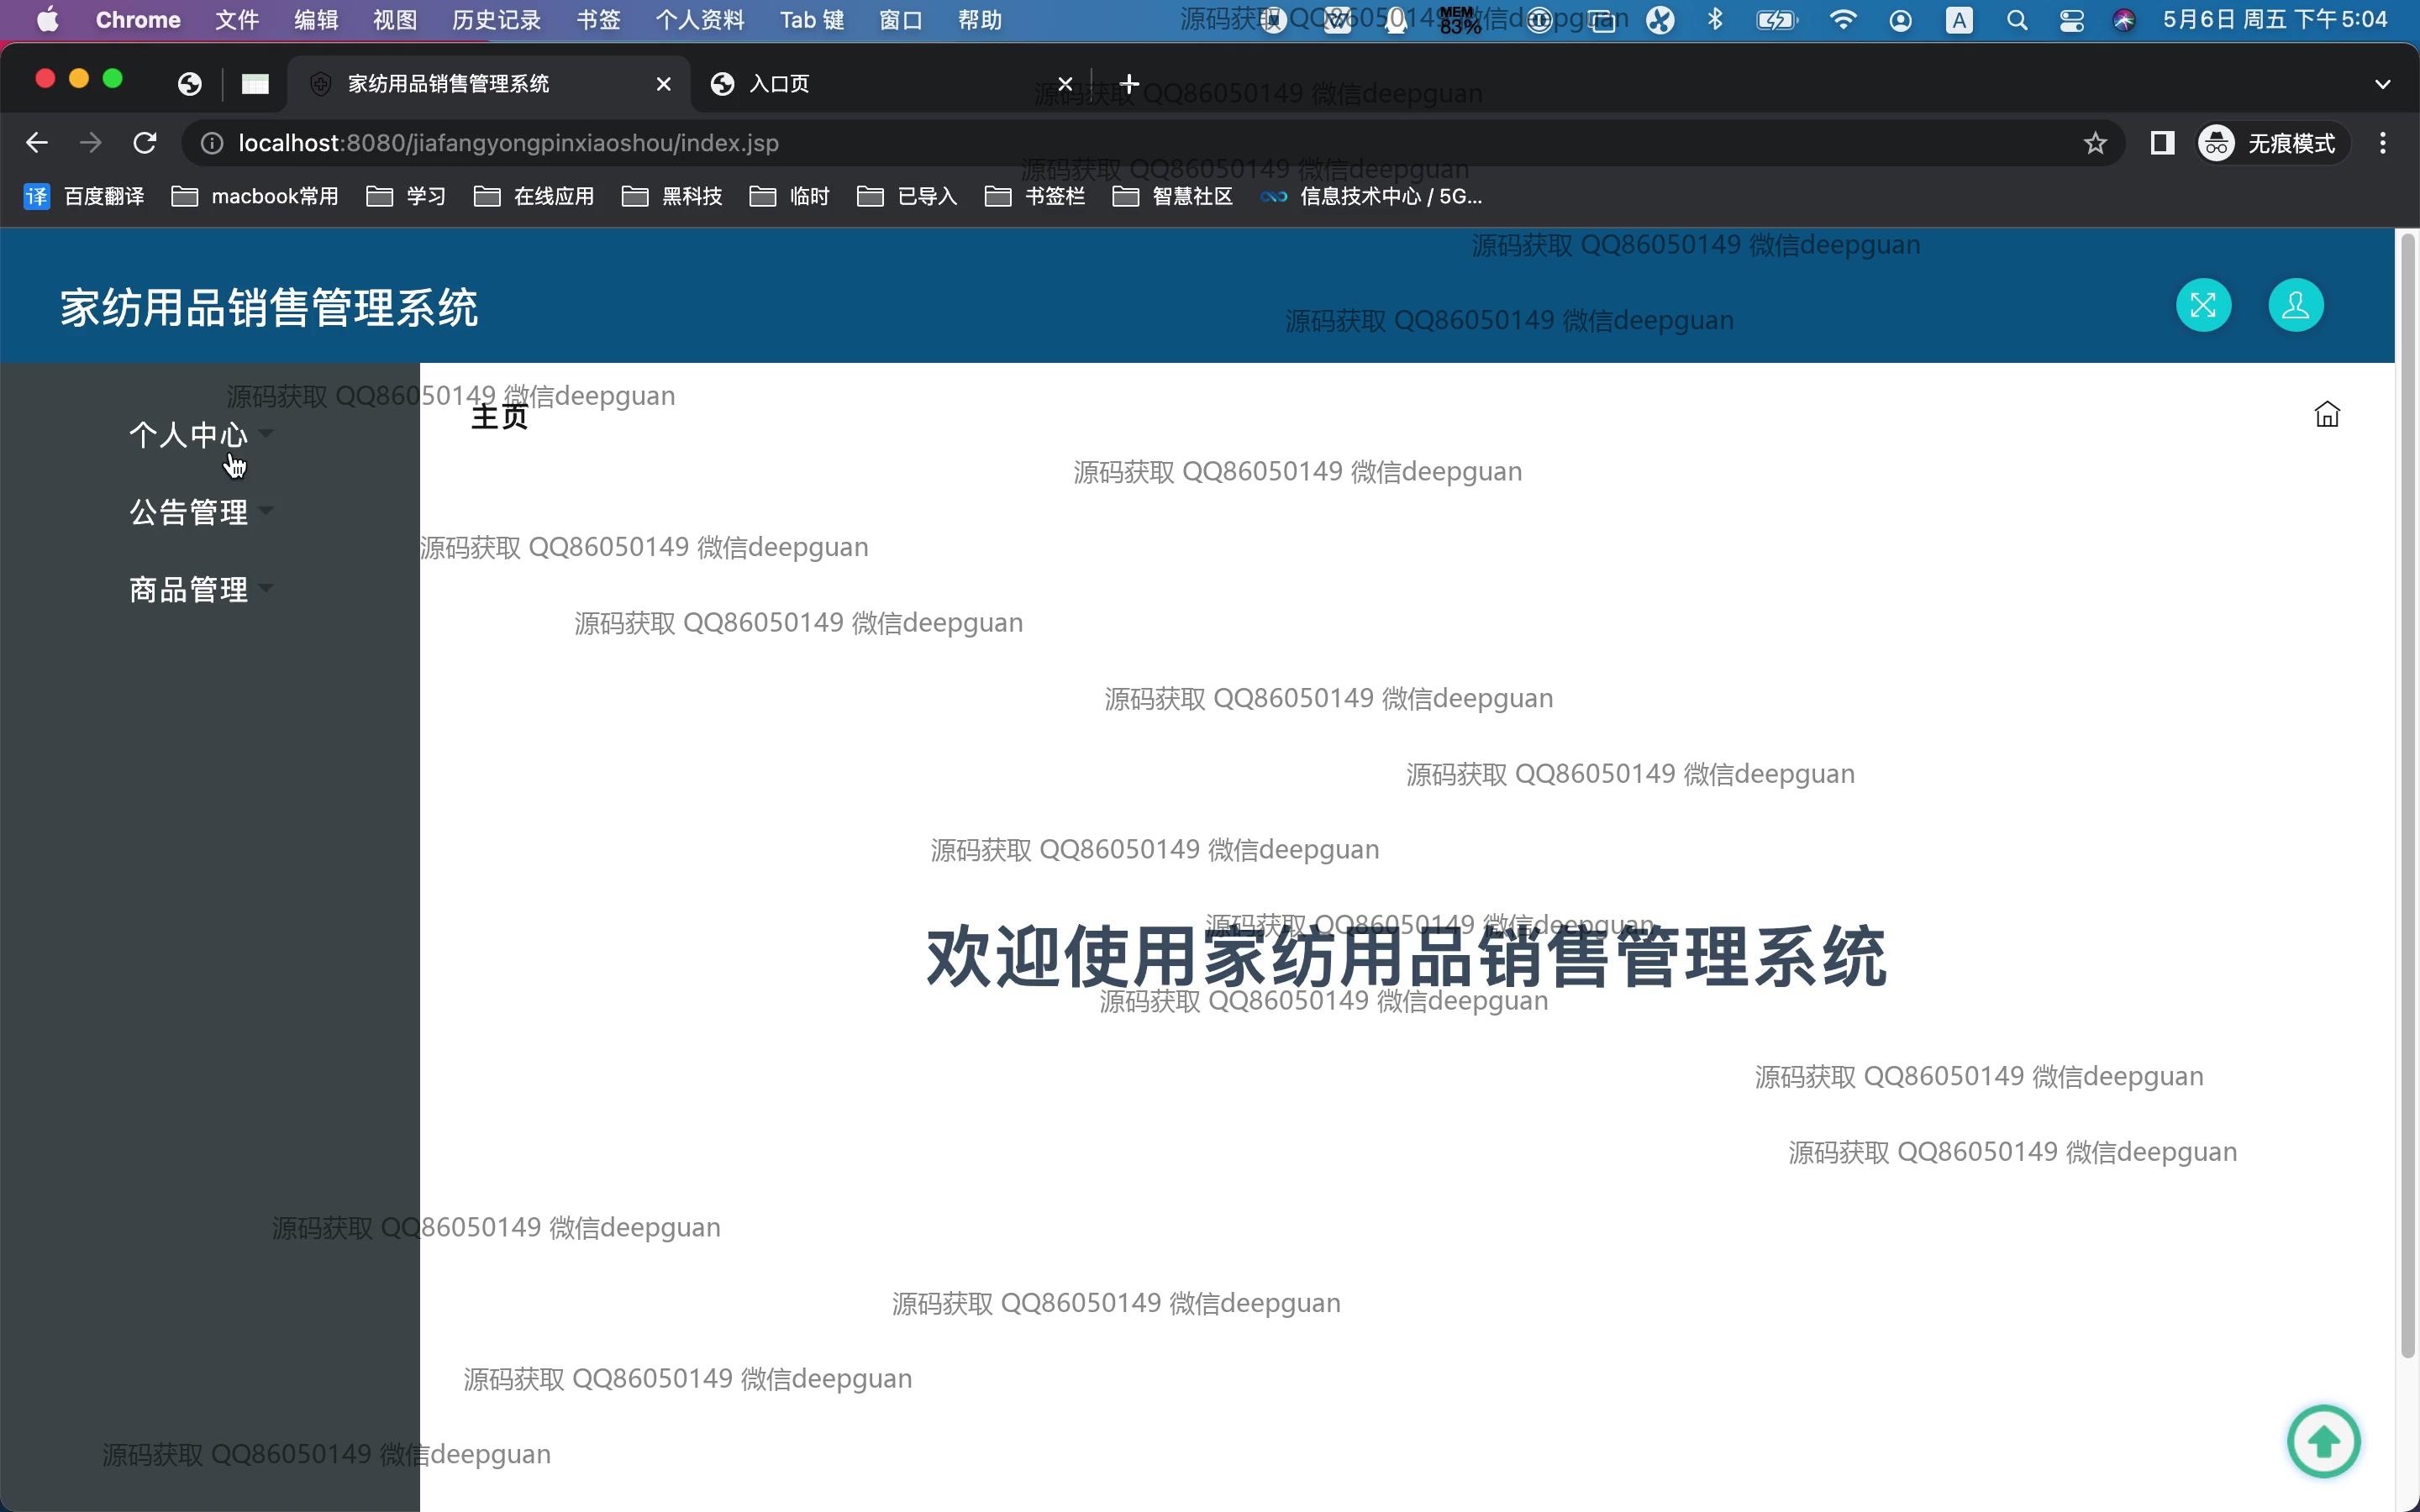 Chrome 文件 编辑 视图 历史记录 书签 个人资料 Tab 键 窗口 帮助 源码获取 QQ86050149 微信deepguan MEM 83% A 5月6日 周五 下午5:04
家纺用品销售管理系统 入口页
源码获取 QQ86050149 微信deepguan
localhost:8080/jiafangyongpinxiaoshou/index.jsp 无痕模式
源码获取 QQ86050149 微信deepguan
译 百度翻译 macbook常用 学习 在线应用 黑科技 临时 已导入 书签栏 智慧社区 信息技术中心 / 5G...
源码获取 QQ86050149 微信deepguan
家纺用品销售管理系统
源码获取 QQ86050149 微信deepguan
源码获取 QQ86050149 微信deepguan
主页
个人中心
源码获取 QQ86050149 微信deepguan
公告管理
源码获取 QQ86050149 微信deepguan
商品管理
源码获取 QQ86050149 微信deepguan
源码获取 QQ86050149 微信deepguan
源码获取 QQ86050149 微信deepguan
源码获取 QQ86050149 微信deepguan
源码获取 QQ86050149 微信deepguan
欢迎使用家纺用品销售管理系统
源码获取 QQ86050149 微信deepguan
源码获取 QQ86050149 微信deepguan
源码获取 QQ86050149 微信deepguan
源码获取 QQ86050149 微信deepguan
源码获取 QQ86050149 微信deepguan
源码获取 QQ86050149 微信deepguan
源码获取 QQ86050149 微信deepguan